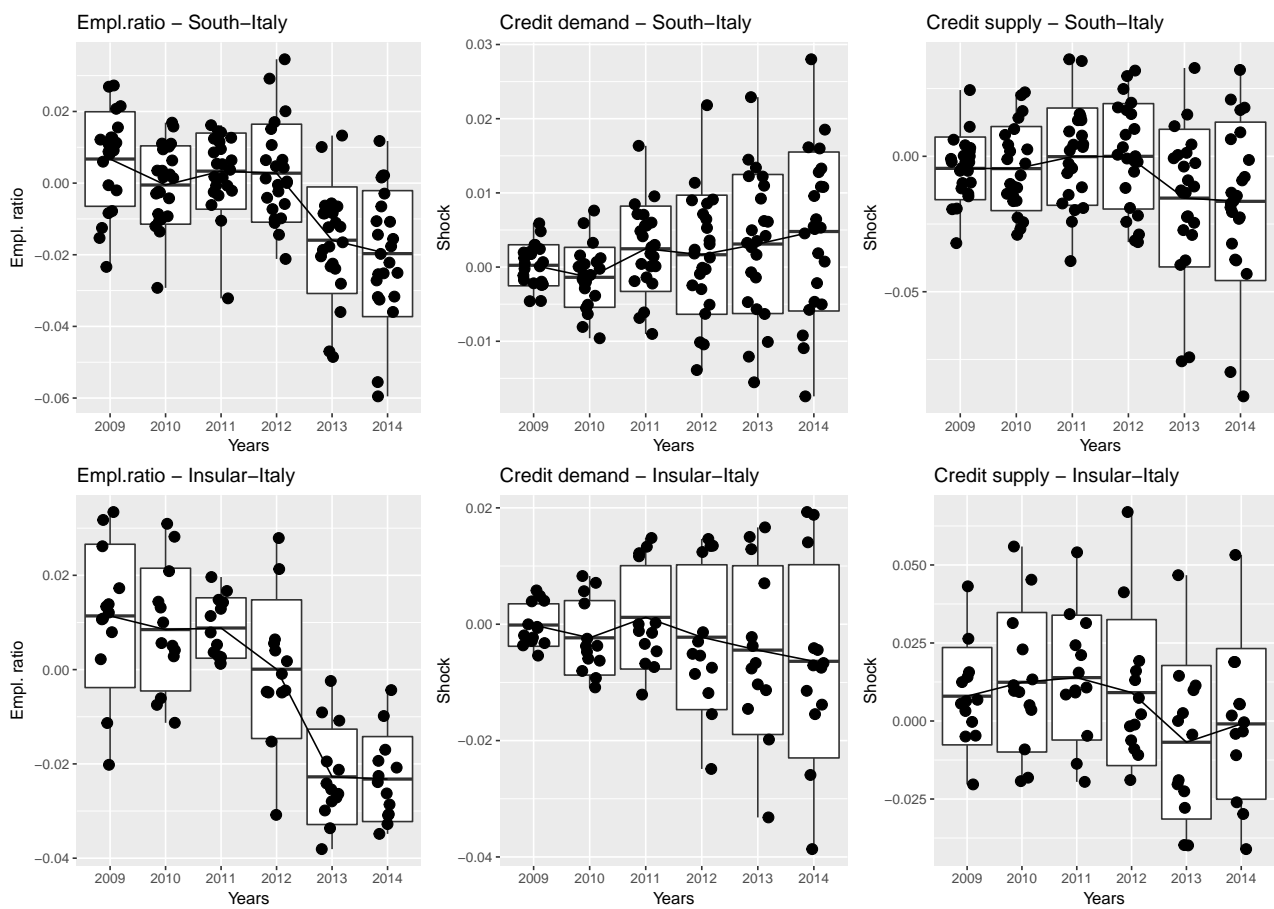 Empl.ratio − South−Italy
Credit demand − South−Italy
Credit supply − South−Italy
Empl. ratio
0.02
0.00
−0.02
−0.04
−0.06
2009 2010 2011 2012 2013 2014
Years
Shock
0.03
0.02
0.01
0.00
−0.01
2009 2010 2011 2012 2013 2014
Years
Shock
0.00
−0.05
2009 2010 2011 2012 2013 2014
Years
Empl.ratio − Insular−Italy
Credit demand − Insular−Italy
Credit supply − Insular−Italy
Empl. ratio
0.02
0.00
−0.02
−0.04
2009 2010 2011 2012 2013 2014
Years
Shock
0.02
0.00
−0.02
−0.04
2009 2010 2011 2012 2013 2014
Years
Shock
0.050
0.025
0.000
−0.025
2009 2010 2011 2012 2013 2014
Years